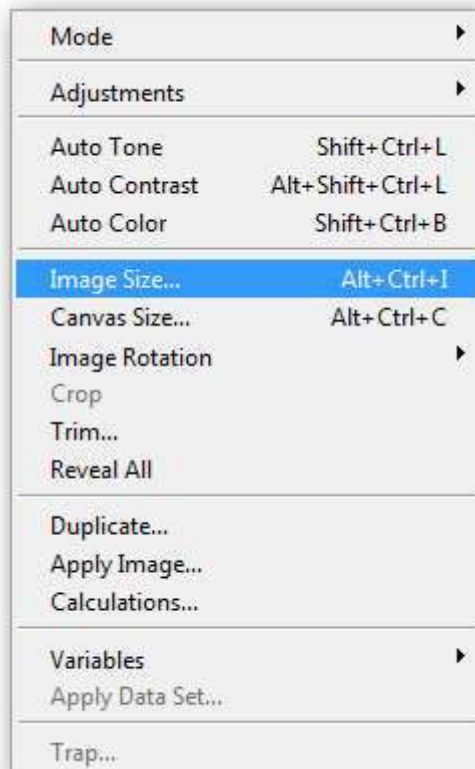 Mode
Adjustments
Auto Tone Shift+Ctrl+L
Auto Contrast Alt+Shift+Ctrl+L
Auto Color Shift+Ctrl+B
Image Size... Alt+Ctrl+I
Canvas Size... Alt+Ctrl+C
Image Rotation
Crop
Trim...
Reveal All
Duplicate...
Apply Image...
Calculations...
Variables
Apply Data Set...
Trap...